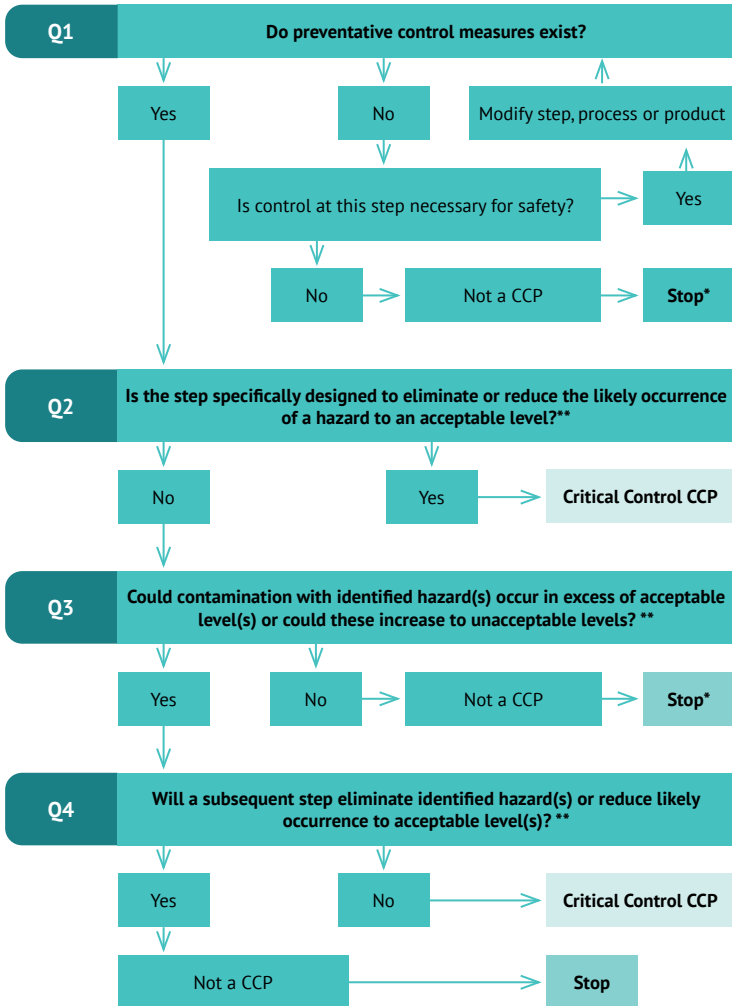 Q1
Do preventative control measures exist?
Yes
No
Modify step, process or product
Is control at this step necessary for safety?
Yes
No
Not a CCP
Stop*
Q2
Is the step specifically designed to eliminate or reduce the likely occurrence
of a hazard to an acceptable level?**
No
Yes
Critical Control CCP
Q3
Could contamination with identified hazard(s) occur in excess of acceptable
level(s) or could these increase to unacceptable levels? **
Yes
No
Not a CCP
Stop*
Q4
Will a subsequent step eliminate identified hazard(s) or reduce likely
occurrence to acceptable level(s)? **
Yes
No
Critical Control CCP
Not a CCP
Stop